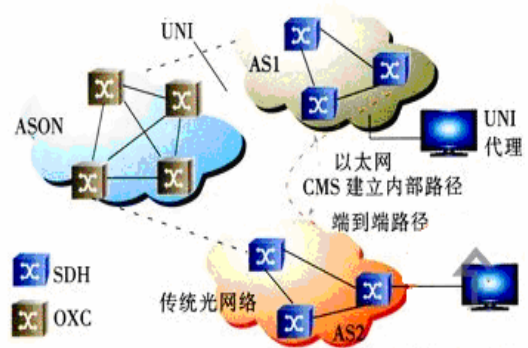 UNI
AS1
ASON
UNI
代理
以太网
CMS 建立内部路径
端到端路径
SDH
传统光网络
OXC
AS2